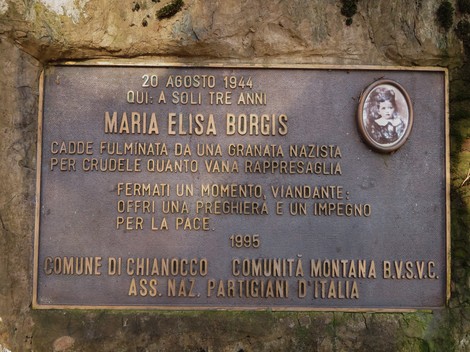 20 AGOSTO 1944
QUI: A SOLI TRE ANNI
MARIA ELISA BORGIS
CADDE FULMINATA DA UNA GRANATA NAZISTA
PER CRUDELE QUANTO VANA RAPPRESAGLIA
FERMATI UN MOMENTO, VIANDANTE:
OFFRI UNA PREGHIERA E UN IMPEGNO
PER LA PACE.
1995
COMUNE DI CHIANOCCO COMUNITÁ MONTANA B.V.S.V.C.
ASS. NAZ. PARTIGIANI D'ITALIA